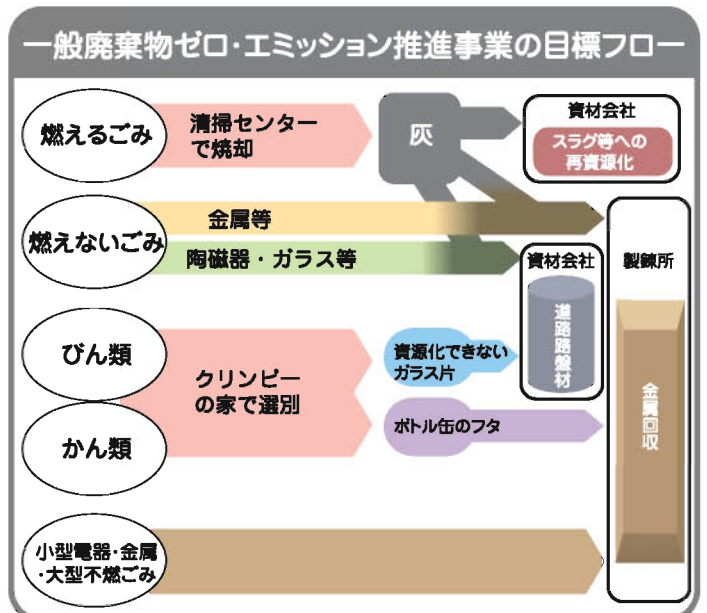 一般廃棄物ゼロ・エミッション推進事業の目標フロー
燃えるごみ
清掃センター
で焼却
灰
資材会社
スラグ等への
再資源化
燃えないごみ
金属等
陶磁器・ガラス等
資材会社
道路路盤材
製錬所
金属回収
びん類
かん類
クリンピー
の家で選別
資源化できない
ガラス片
ボトル缶のフタ
小型電器・金属
・大型不燃ごみ